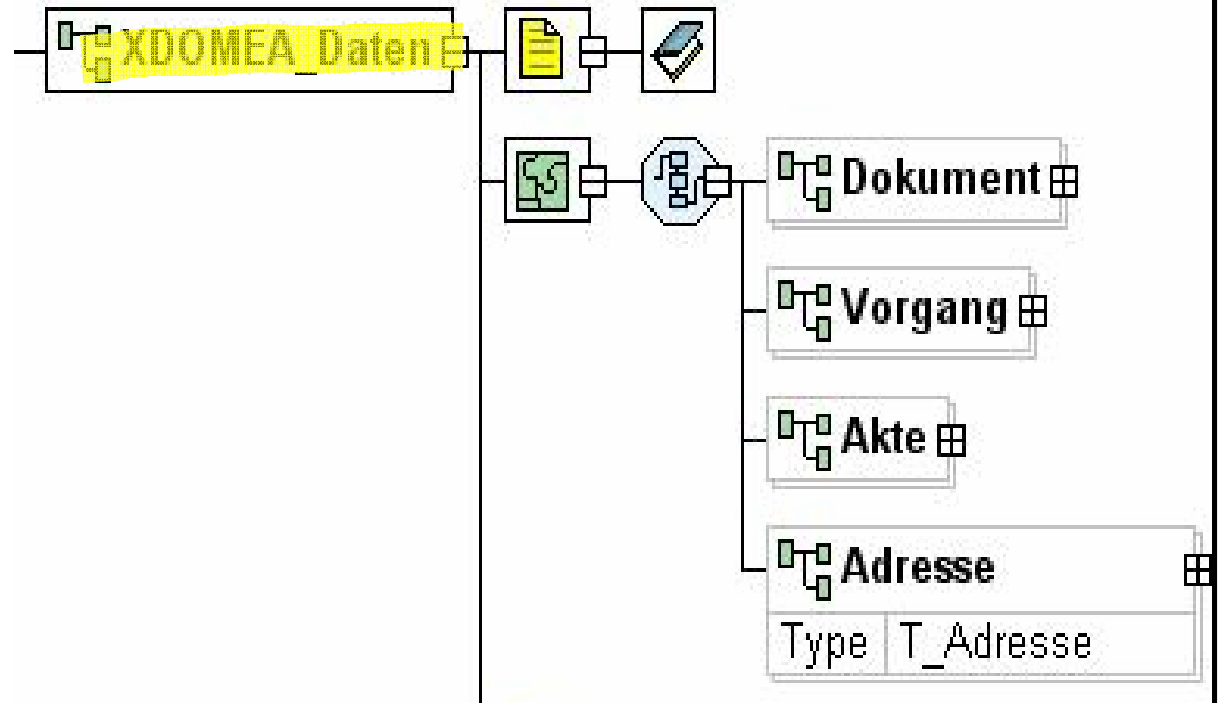 XDOMEA_Daten
Dokument
Vorgang
Akte
Adresse
Type T_Adresse